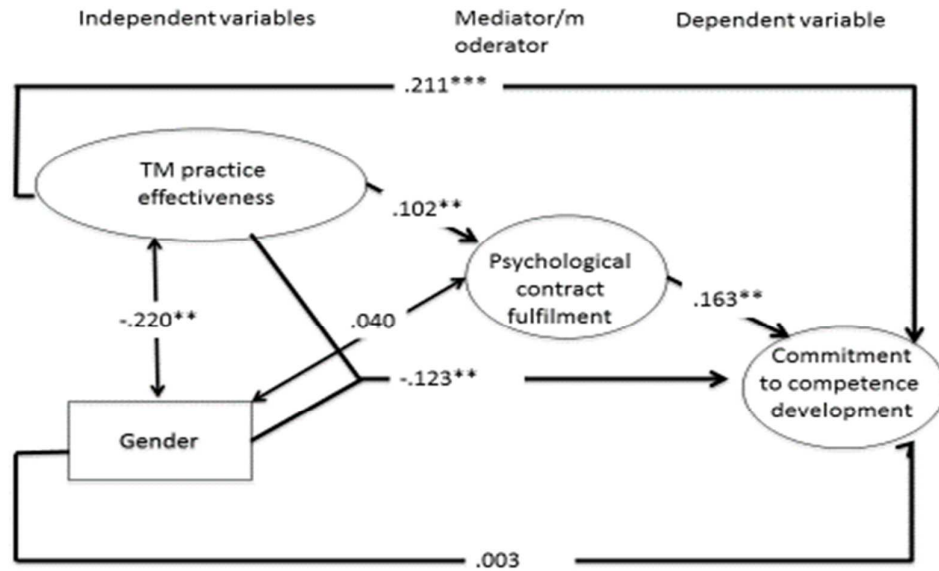 Independent variables
Mediator/m
oderator
Dependent variable
.211***
TM practice
effectiveness
.102**
Psychological
contract
fulfilment
.163**
-.220**
.040
-.123**
Commitment
to competence
development
Gender
.003